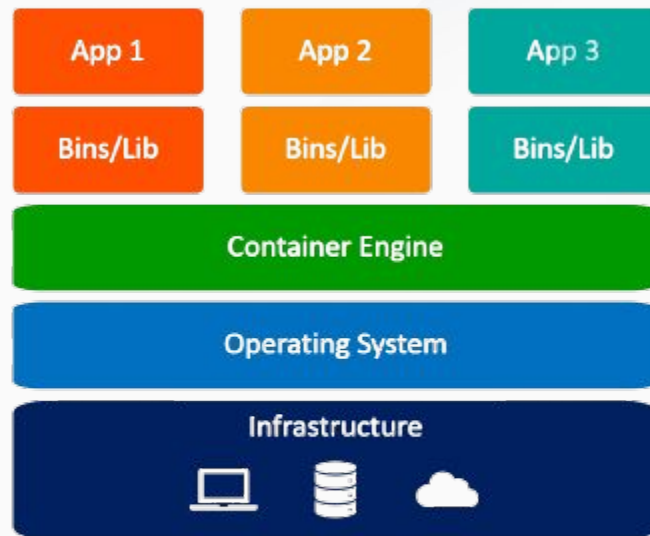 App 1
App 2
App 3
Bins/Lib
Bins/Lib
Bins/Lib
Container Engine
Operating System
Infrastructure